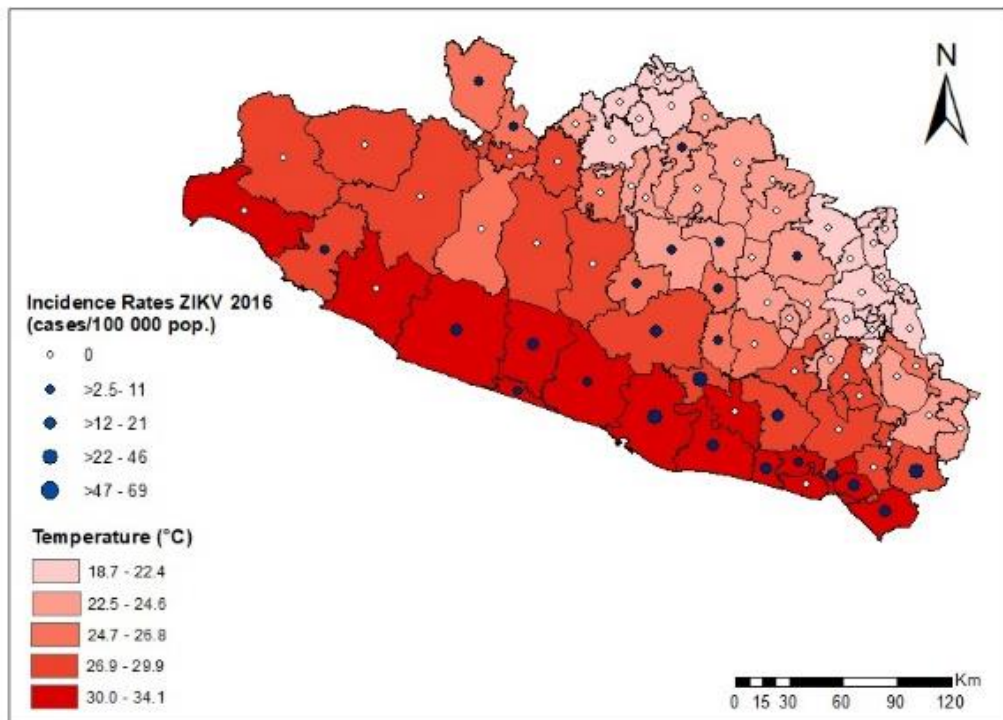 N
Incidence Rates ZIKV 2016
(cases/100 000 pop.)
0
>2.5- 11
>12 - 21
>22 - 46
>47 - 69
Temperature (°C)
18.7 - 22.4
22.5 - 24.6
24.7 - 26.8
26.9 - 29.9
30.0 - 34.1
Km
0 15 30 60 90 120